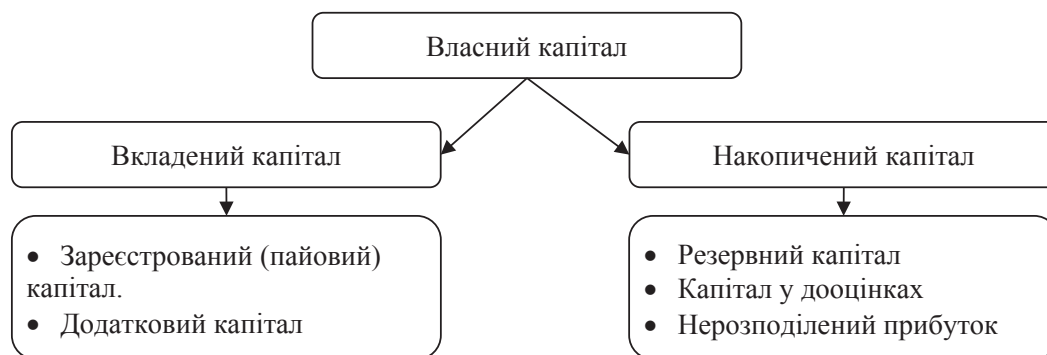 Власний капітал
Вкладений капітал
Накопичений капітал
• Зареєстрований (пайовий)
капітал.
• Додатковий капітал
• Резервний капітал
• Капітал у дооцінках
• Нерозподілений прибуток